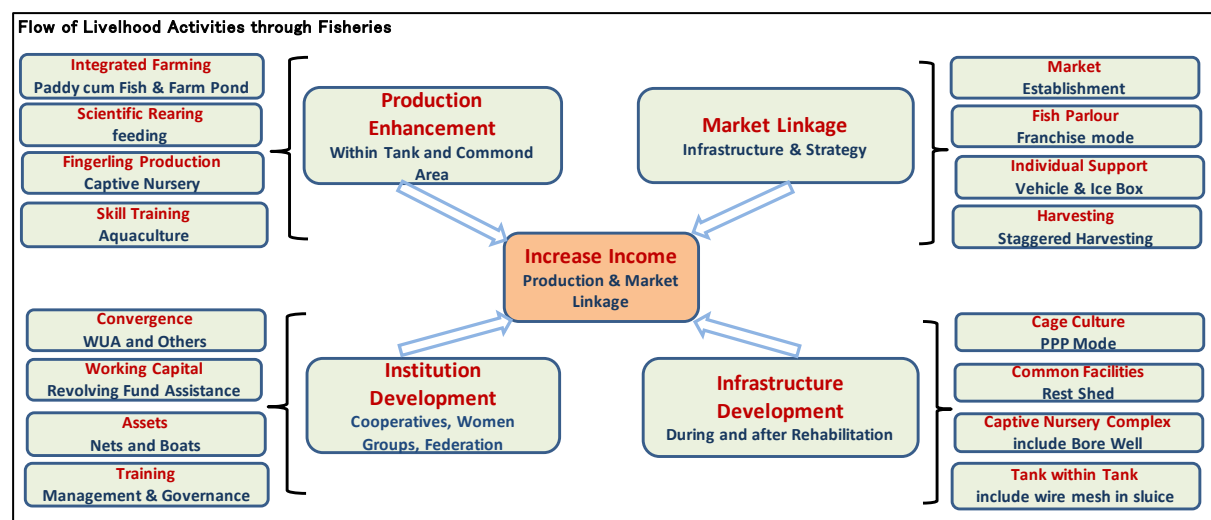 Flow of Livelhood Activities through Fisheries
Integrated Farming
Paddy cum Fish & Farm Pond
Scientific Rearing
feeding
Fingerling Production
Captive Nursery
Skill Training
Aquaculture
Production
Enhancement
Within Tank and Commond
Area
Market Linkage
Infrastructure & Strategy
Market
Establishment
Fish Parlour
Franchise mode
Individual Support
Vehicle & Ice Box
Harvesting
Staggered Harvesting
Increase Income
Production & Market
Linkage
Convergence
WUA and Others
Working Capital
Revolving Fund Assistance
Assets
Nets and Boats
Training
Management & Governance
Institution
Development
Cooperatives, Women
Groups, Federation
Infrastructure
Development
During and after Rehabilitation
Cage Culture
PPP Mode
Common Facilities
Rest Shed
Captive Nursery Complex
include Bore Well
Tank within Tank
include wire mesh in sluice